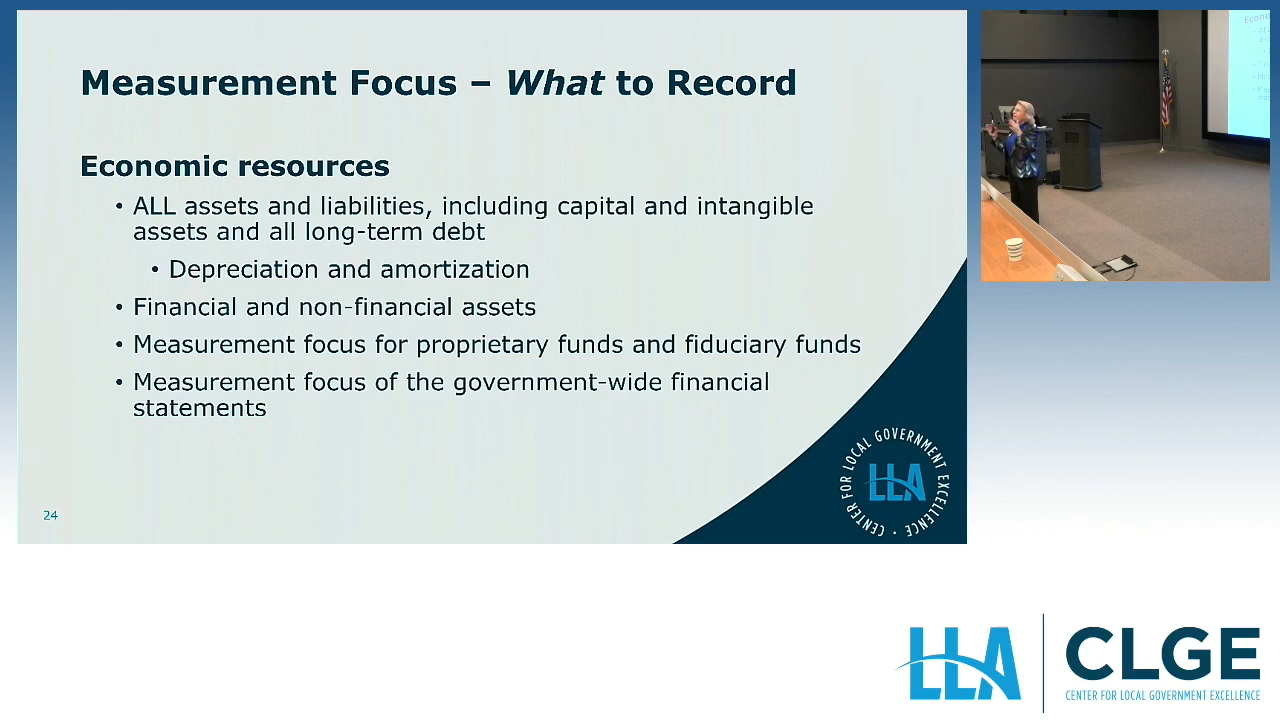 Measurement Focus – What to Record
Economic resources
• ALL assets and liabilities, including capital and intangible
assets and all long-term debt
• Depreciation and amortization
• Financial and non-financial assets
• Measurement focus for proprietary funds and fiduciary funds
• Measurement focus of the government-wide financial
statements
24
CENTER FOR LOCAL GOVERNMENT EXCELLENCE •
LLA
LLA
CLGE
CENTER FOR LOCAL GOVERNMENT EXCELLENCE